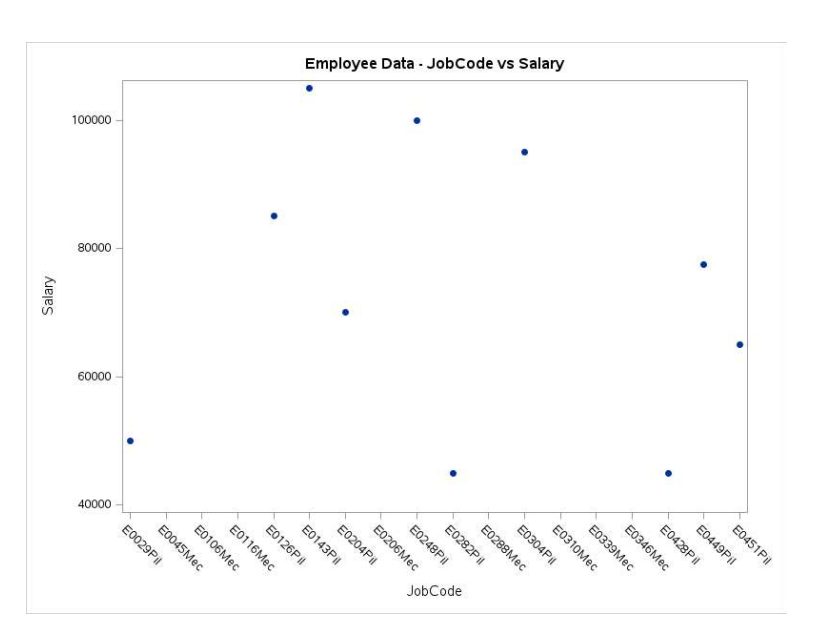 Employee Data - JobCode vs Salary
100000
80000
60000
40000
Salary
E0029Pil
E0045Mec
E0106Mec
E0116Mec
E0126Pil
E0143Pil
E0204Pil
E0206Mec
E0248Pil
E0282Pil
E0288Mec
E0304Pil
E0310Mec
E0339Mec
E0346Mec
E0428Pil
E0449Pil
E0451Pil
JobCode